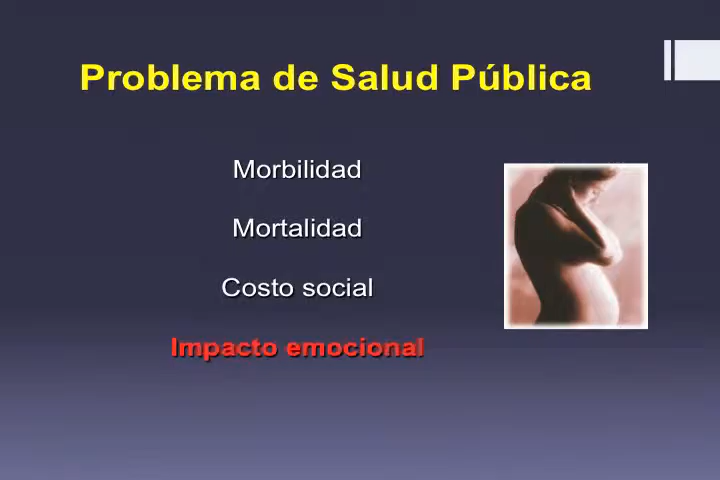 Problema de Salud Pública
Morbilidad
Mortalidad
Costo social
Impacto emocional